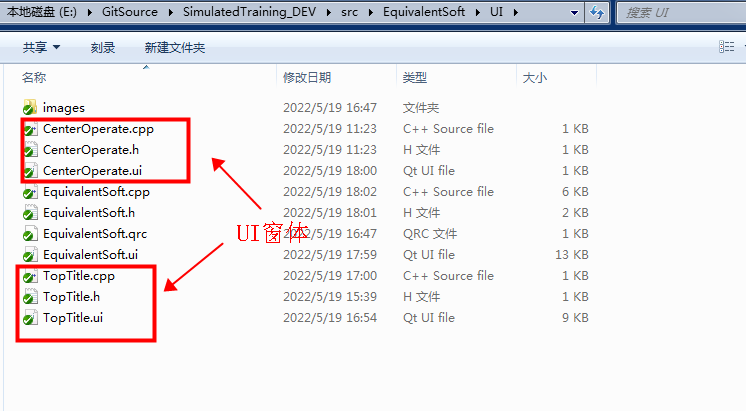 本地磁盘 (E:) ▸ GitSource ▸ SimulatedTraining_DEV ▸ src ▸ EquivalentSoft ▸ UI ▸ 搜索 UI
共享 刻录 新建文件夹
名称 修改日期 类型 大小
images 2022/5/19 16:47 文件夹
CenterOperate.cpp 2022/5/19 11:23 C++ Source file 1 KB
CenterOperate.h 2022/5/19 11:23 H 文件 1 KB
CenterOperate.ui 2022/5/19 18:00 Qt UI file 1 KB
EquivalentSoft.cpp 2022/5/19 18:02 C++ Source file 6 KB
EquivalentSoft.h 2022/5/19 18:01 H 文件 2 KB
UI窗体
EquivalentSoft.qrc 2022/5/19 16:47 QRC 文件 1 KB
EquivalentSoft.ui 2022/5/19 17:59 Qt UI file 13 KB
TopTitle.cpp 2022/5/19 17:00 C++ Source file 1 KB
TopTitle.h 2022/5/19 15:39 H 文件 1 KB
TopTitle.ui 2022/5/19 16:54 Qt UI file 9 KB